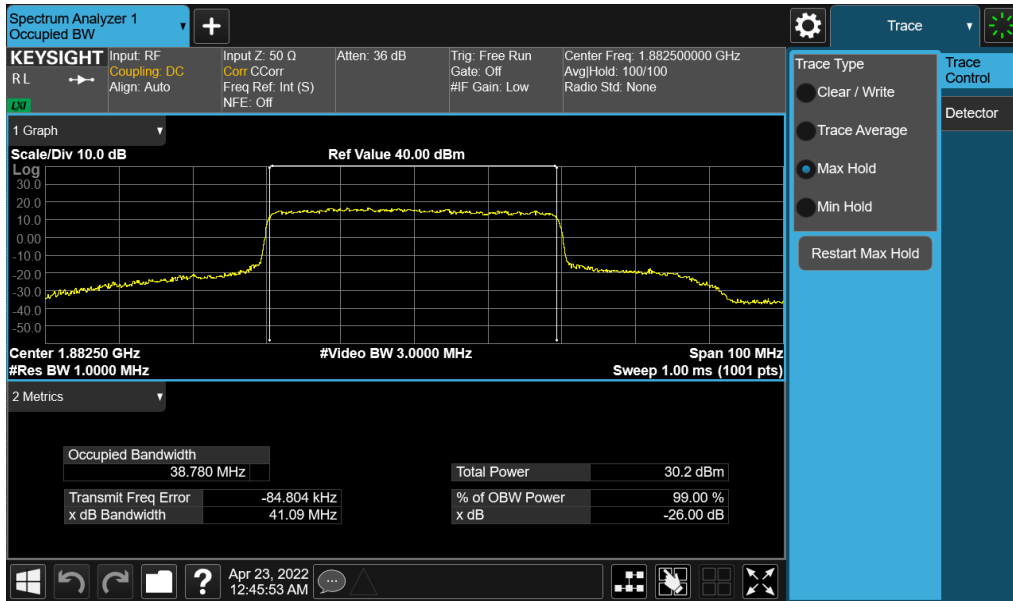 Spectrum Analyzer 1
Occupied BW
+
Trace
KEYSIGHT
R L
LXI
Input: RF
Coupling: DC
Align: Auto
Input Z: 50 Ω
Corr CCorr
Freq Ref: Int (S)
NFE: Off
Atten: 36 dB
Trig: Free Run
Gate: Off
#IF Gain: Low
Center Freq: 1.882500000 GHz
Avg|Hold: 100/100
Radio Std: None
Trace Type
Clear / Write
Trace Average
Max Hold
Min Hold
Restart Max Hold
Trace
Control
Detector
1 Graph
Scale/Div 10.0 dB
Ref Value 40.00 dBm
Log
30.0
20.0
10.0
0.00
-10.0
-20.0
-30.0
-40.0
-50.0
Center 1.88250 GHz
#Video BW 3.0000 MHz
Span 100 MHz
#Res BW 1.0000 MHz
Sweep 1.00 ms (1001 pts)
2 Metrics
Occupied Bandwidth
38.780 MHz
Total Power 30.2 dBm
Transmit Freq Error -84.804 kHz
% of OBW Power 99.00 %
x dB Bandwidth 41.09 MHz
x dB -26.00 dB
?
Apr 23, 2022
12:45:53 AM